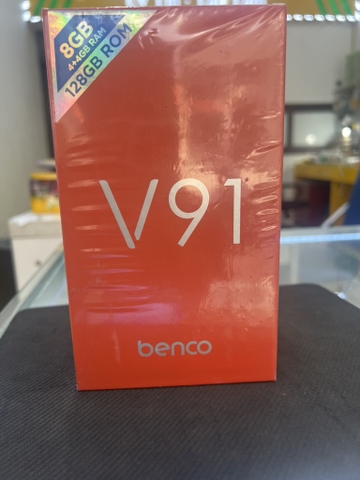 8GB
4+4GB RAM
128GB ROM
V91
benco